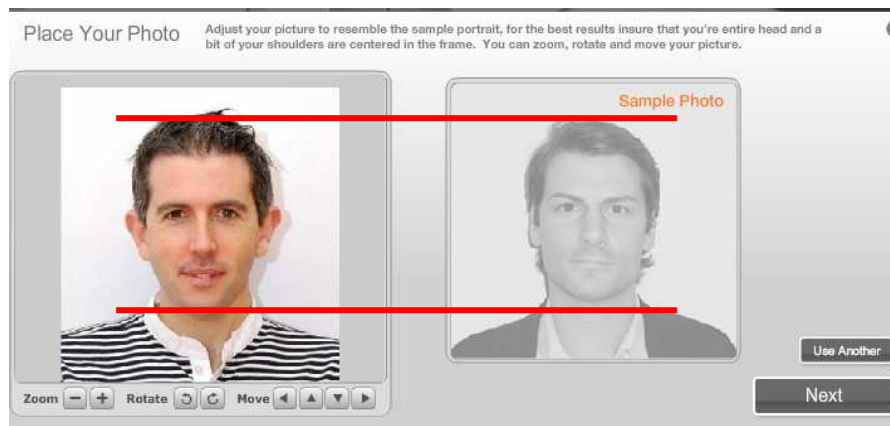 Place Your Photo
Adjust your picture to resemble the sample portrait, for the best results insure that you're entire head and a
bit of your shoulders are centered in the frame. You can zoom, rotate and move your picture.
Sample Photo
Use Another
Zoom Rotate Move
Next